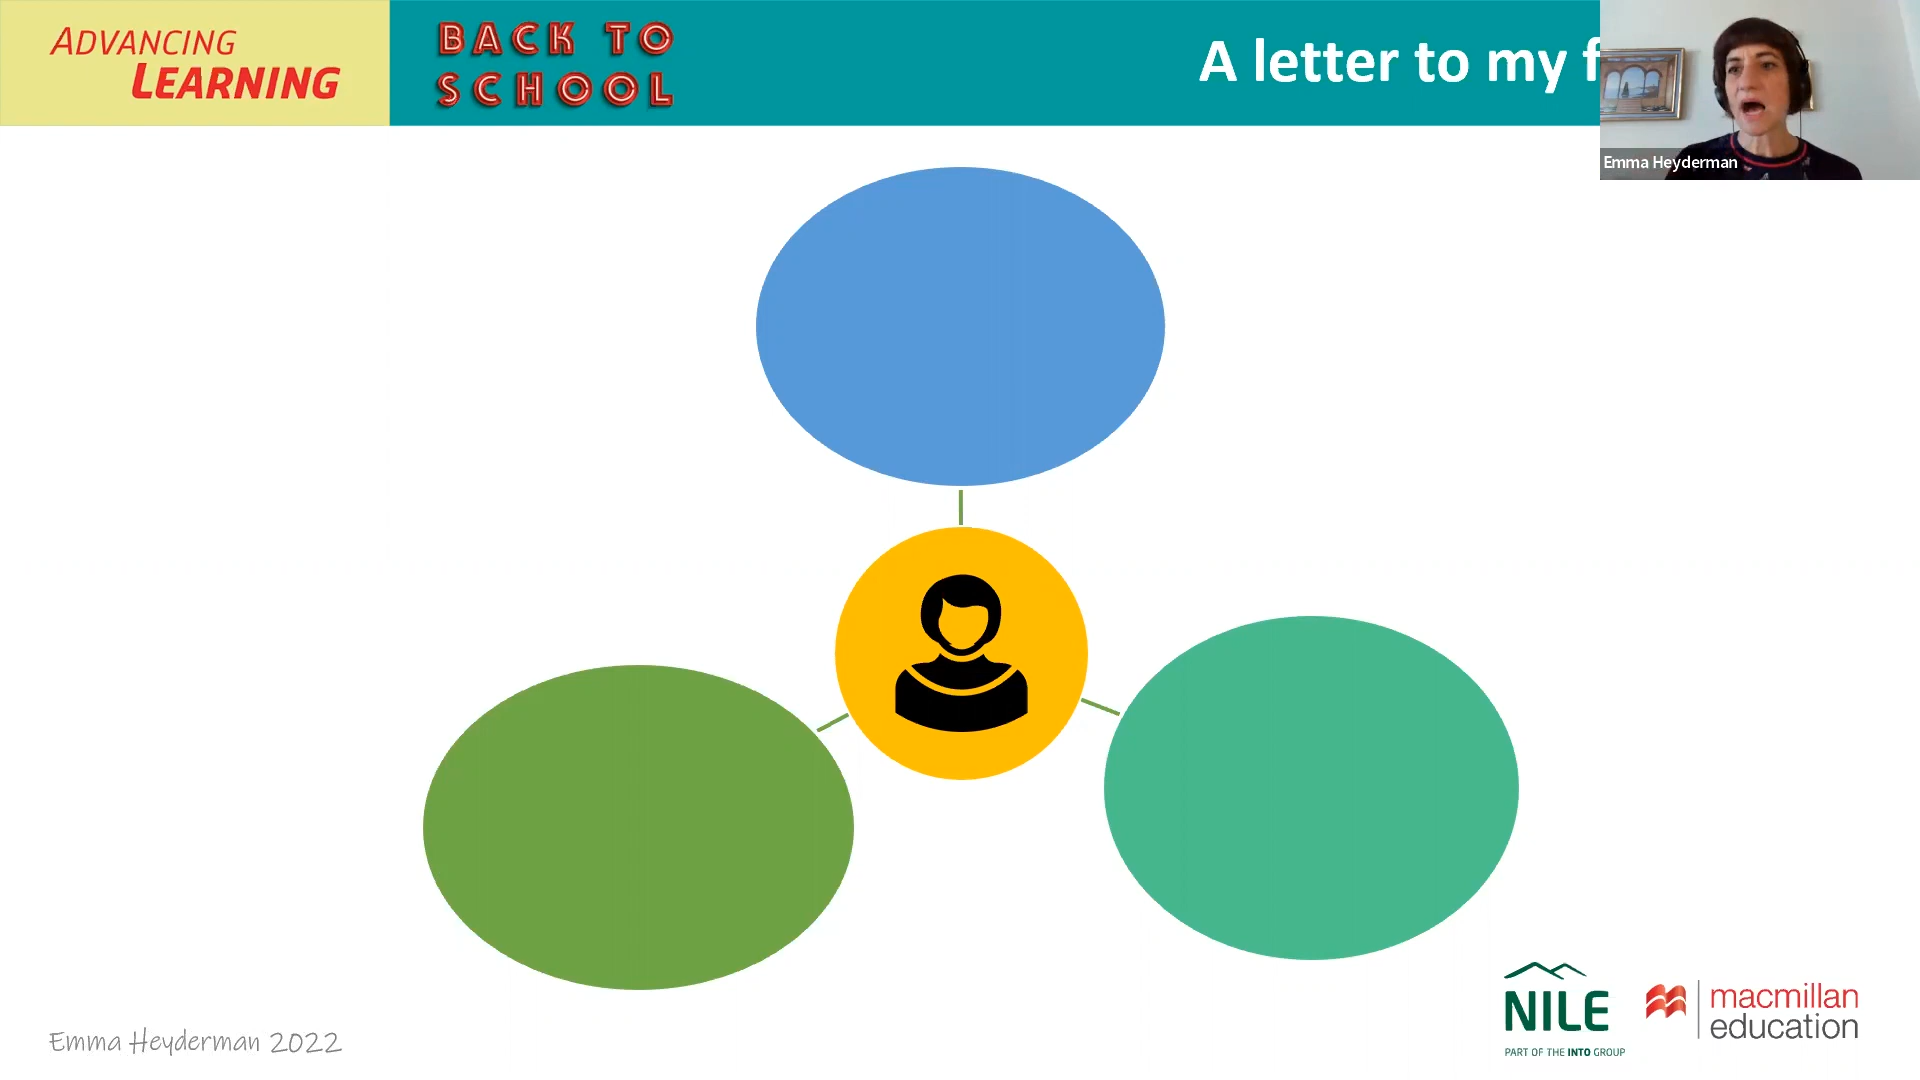 ADVANCING
LEARNING
BACK TO
SCHOOL
A letter to my f
Emma Heyderman
NILE
PART OF THE INTO GROUP
macmillan
education
Emma Heyderman 2022